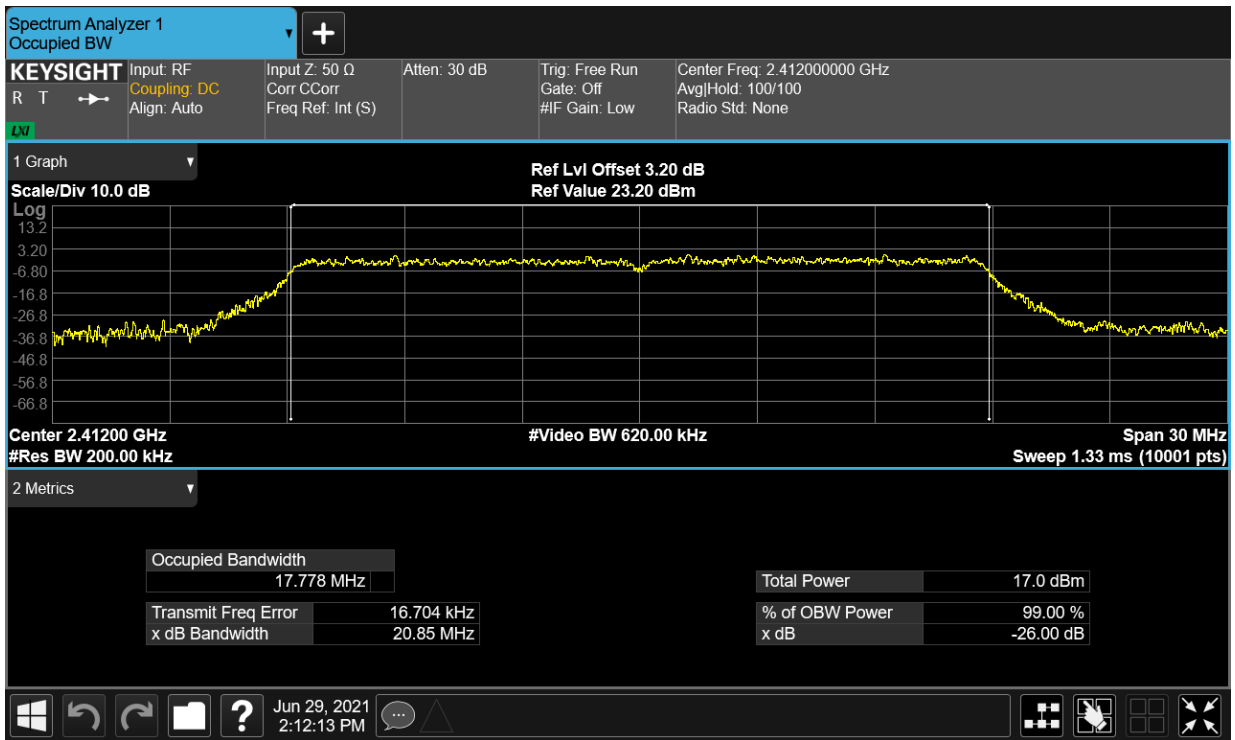 Spectrum Analyzer 1
Occupied BW
▼
+
KEYSIGHT
R T
LXI
Input: RF
Coupling: DC
Align: Auto
Input Z: 50 Ω
Corr CCorr
Freq Ref: Int (S)
Atten: 30 dB
Trig: Free Run
Gate: Off
#IF Gain: Low
Center Freq: 2.412000000 GHz
Avg|Hold: 100/100
Radio Std: None
1 Graph ▼
Ref Lvl Offset 3.20 dB
Scale/Div 10.0 dB
Ref Value 23.20 dBm
Log
13.2
3.20
-6.80
-16.8
-26.8
-36.8
-46.8
-56.8
-66.8
Center 2.41200 GHz
#Video BW 620.00 kHz
Span 30 MHz
#Res BW 200.00 kHz
Sweep 1.33 ms (10001 pts)
2 Metrics ▼
Occupied Bandwidth
17.778 MHz
Total Power 17.0 dBm
Transmit Freq Error 16.704 kHz
% of OBW Power 99.00 %
x dB Bandwidth 20.85 MHz
x dB -26.00 dB
?
Jun 29, 2021
2:12:13 PM